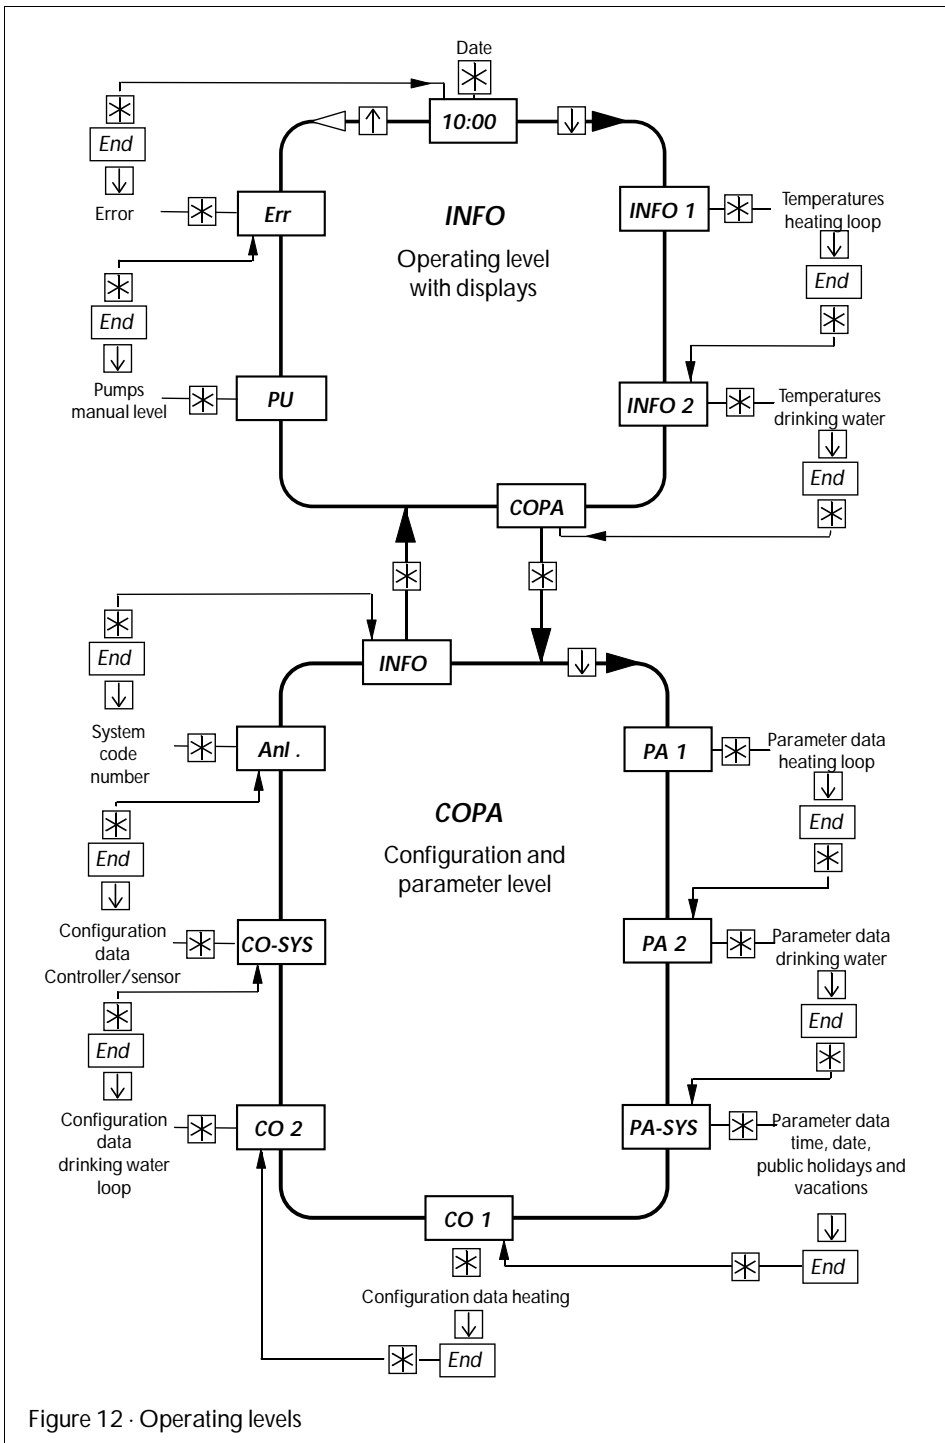 Date
10:00
End
Error
Err
INFO
Operating level
with displays
INFO 1
Temperatures
heating loop
End
End
Pumps
manual level
PU
INFO 2
Temperatures
drinking water
End
COPA
End
INFO
System
code
number
Anl .
PA 1
Parameter data
heating loop
End
COPA
Configuration and
parameter level
End
Configuration
data
Controller/sensor
CO-SYS
PA 2
Parameter data
drinking water
End
End
Configuration
data
drinking water
loop
CO 2
PA-SYS
Parameter data
time, date,
public holidays and
vacations
End
CO 1
Configuration data heating
End
Figure 12 · Operating levels